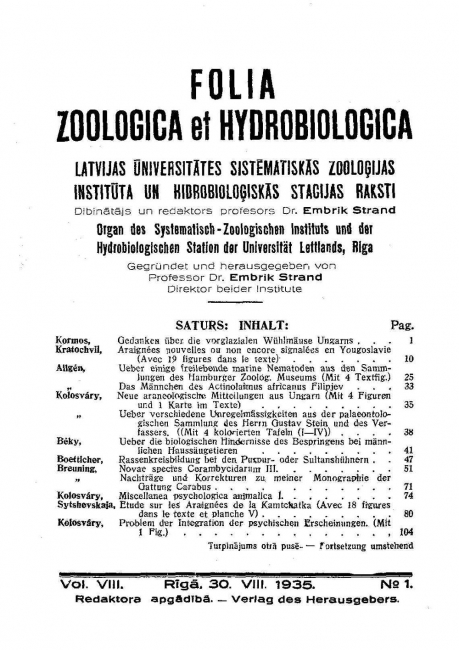 FOLIA
ZOOLOGICA et HYDROBIOLOGICA
LATVIJAS ŪNIVERSITĀTES SISTĒMATISKĀS ZOOLOĢIJAS
INSTITŪTA UN HIDROBIOLOĢISKĀS STACIJAS RAKSTI
Dibinātājs un redaktors profesors Dr. Embrik Strand
Organ des Systematisch-Zoologischen Instituts und der
Hydrobiologischen Station der Universität Lettlands, Riga
Gegründet und herausgegeben von
Professor Dr. Embrik Strand
Direktor beider Institute
SATURS: INHALT: Pag.
Kormos, Gedanken über die vorglazialen Wühlmäuse Ungarns . . . 1
Kratochvil, Araignées nouvelles ou non encore signalées en Yougoslavie
(Avec 19 figures dans le texte) . . . . . . . . 10
Allgén, Ueber einige freilebende marine Nematoden aus den Samm-
lungen des Hamburger Zoolog. Museums (Mit 4 Textfig.) 25
„ Das Männchen des Actinolaimus africanus Filipjev . . . 33
Kolosváry, Neue araneologische Mitteilungen aus Ungarn (Mit 4 Figuren
und 1 Karte im Texte) . . . . . . . . . 35
„ Ueber verschiedene Unregelmässigkeiten aus der palaeontolo-
gischen Sammlung des Herrn Gustav Stein und des Ver-
fassers. ((Mit 4 kolorierten Tafeln (I—IV)) . . . . . 38
Béky, Ueber die biologischen Hindernisse des Bespringens bei männ-
lichen Haussäugetieren . . . . . . . . . 41
Boetticher, Rassenkreisbildung bei den Purpur- oder Sultanshühnern . . 47
Breuning, Novae species Cerambycidarum III. . . . . . . . 51
„ Nachträge und Korrekturen zu meiner Monographie der
Gattung Carabus . . . . . . . . . . 71
Kolosváry, Miscellanea psychologica animalica I. . . . . . . 74
Sytshevskaja, Etude sur les Araignées de la Kamtchatka (Avec 18 figures
dans le texte et planche V) . . . . . . . . . 80
Kolosváry, Problem der Integration der psychischen Erscheinungen. (Mit
1 Fig.) . . . . . . . . . . . . 104
Turpinājums otrā pusē — Fortsetzung umstehend
Vol. VIII. Rīgā, 30. VIII. 1935. № 1.
Redaktora apgādībā. — Verlag des Herausgebers.